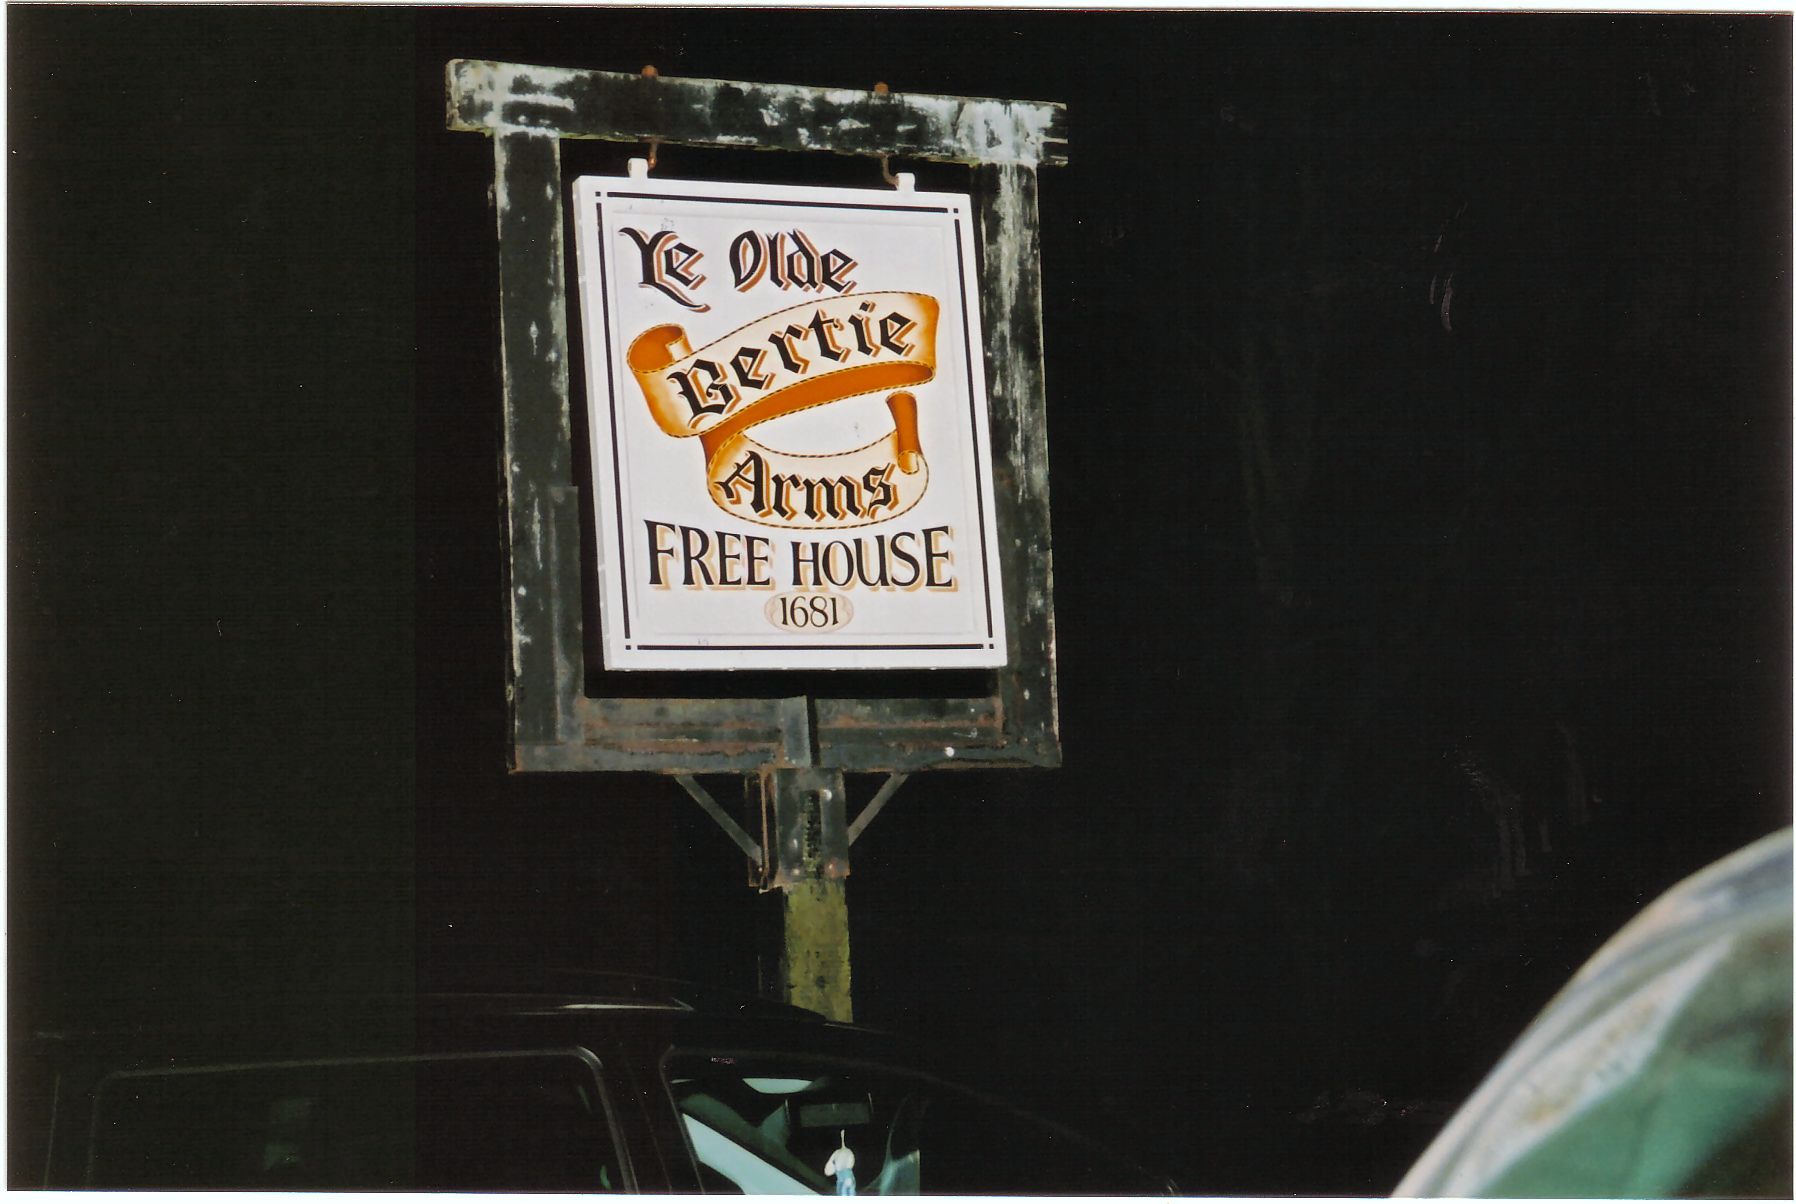 Ye Olde
Bertie
Arms
FREE HOUSE
1681